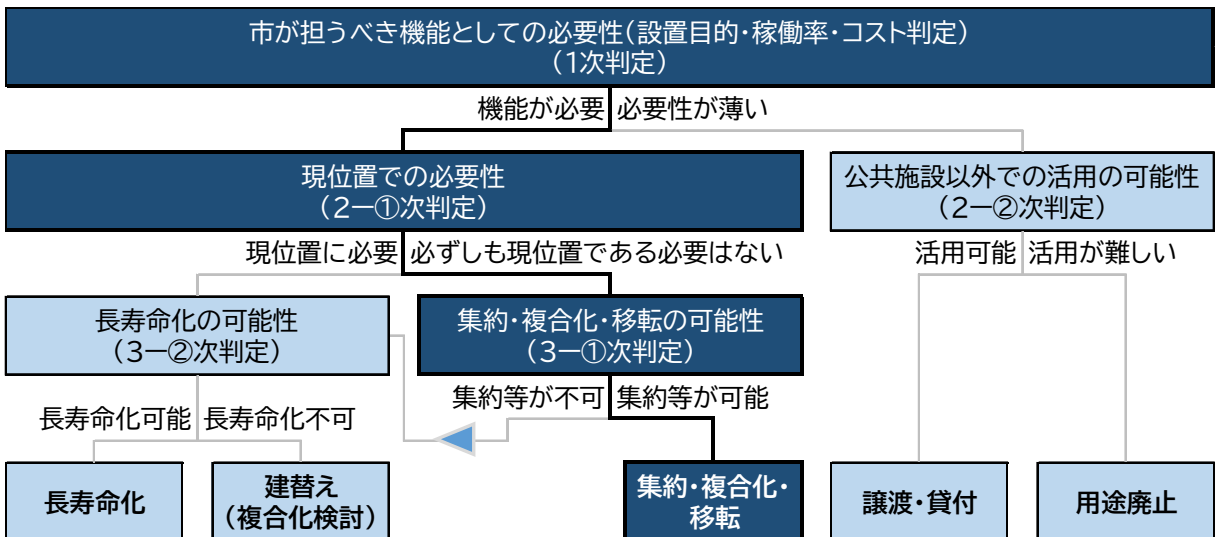 市が担うべき機能としての必要性(設置目的・稼働率・コスト判定)
(1次判定)
機能が必要 必要性が薄い
現位置での必要性
(2ー①次判定)
公共施設以外での活用の可能性
(2ー②次判定)
現位置に必要 必ずしも現位置である必要はない
活用可能 活用が難しい
長寿命化の可能性
(3ー②次判定)
集約・複合化・移転の可能性
(3ー①次判定)
集約等が不可 集約等が可能
長寿命化可能 長寿命化不可
長寿命化
建替え
(複合化検討)
集約・複合化・
移転
譲渡・貸付
用途廃止